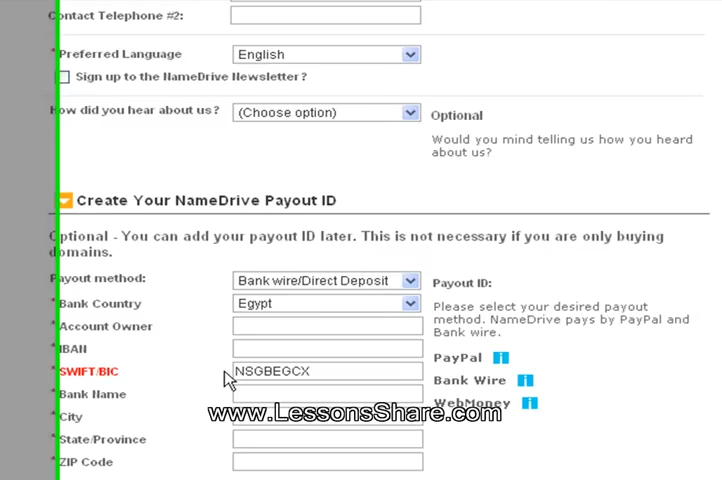 Contact Telephone #2:
* Preferred Language English
Sign up to the NameDrive Newsletter?
How did you hear about us? (Choose option) Optional
Would you mind telling us how you heard
about us?
Create Your NameDrive Payout ID
Optional - You can add your payout ID later. This is not necessary if you are only buying
domains.
Payout method: Bank wire/Direct Deposit Payout ID:
* Bank Country Egypt
Please select your desired payout
method. NameDrive pays by PayPal and
Bank wire.
* Account Owner
* IBAN
PayPal i
* SWIFT/BIC NSGBEGCX
Bank Wire i
* Bank Name
WebMoney i
www.LessonsShare.com
* City
* State/Province
* ZIP Code